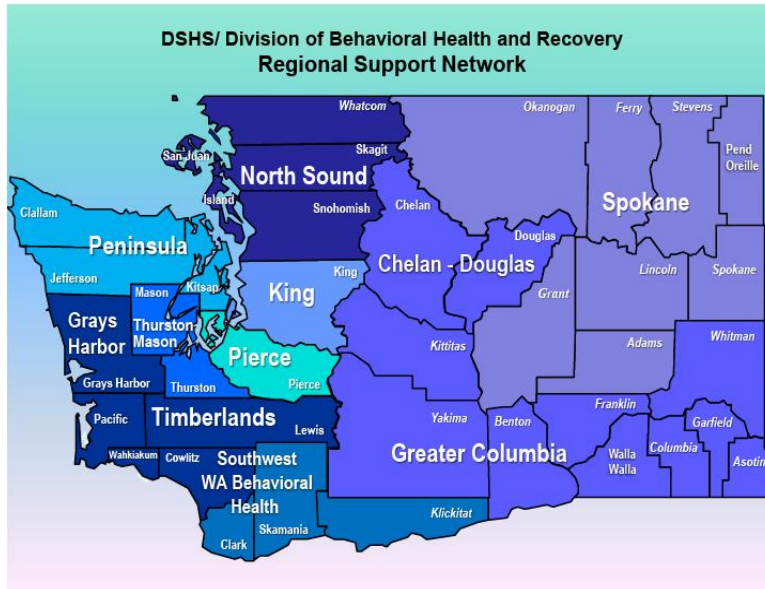 DSHS/ Division of Behavioral Health and Recovery
Regional Support Network
Whatcom
Okanogan
Ferry
Stevens
San Juan
Skagit
Pend
Oreille
North Sound
Island
Snohomish
Chelan
Spokane
Clallam
Peninsula
Douglas
Jefferson
Kitsap
King
King
Chelan - Douglas
Lincoln
Spokane
Mason
Grant
Grays
Harbor
Thurston
Mason
Pierce
Kittitas
Adams
Whitman
Grays Harbor
Thurston
Pierce
Pacific
Timberlands
Lewis
Yakima
Benton
Franklin
Garfield
Wahkiakum
Cowlitz
Southwest
WA Behavioral
Health
Greater Columbia
Walla
Walla
Columbia
Asotin
Clark
Skamania
Klickitat